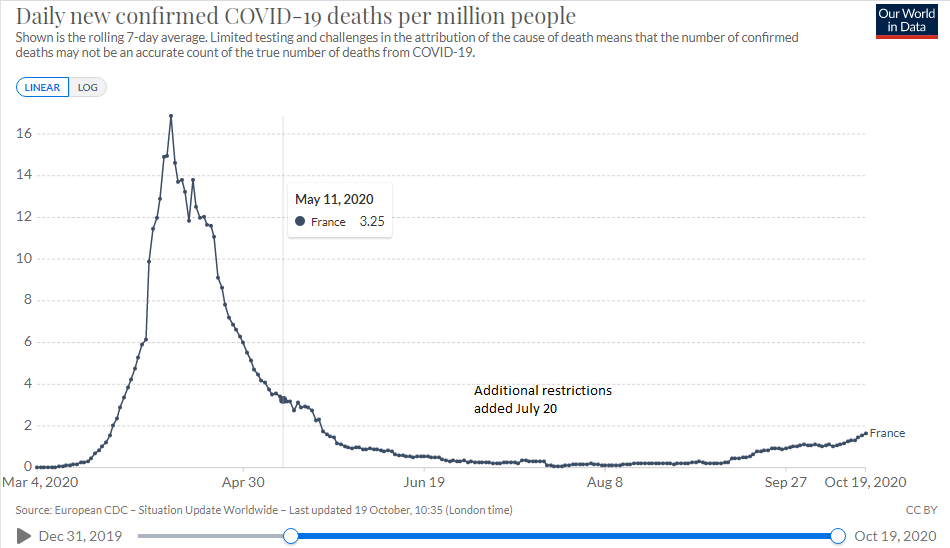 Daily new confirmed COVID-19 deaths per million people
Shown is the rolling 7-day average. Limited testing and challenges in the attribution of the cause of death means that the number of confirmed
deaths may not be an accurate count of the true number of deaths from COVID-19.
Our World
in Data
LINEAR LOG
16
14
12
10
8
6
4
2
0
May 11, 2020
France 3.25
Additional restrictions
added July 20
France
Mar 4, 2020 Apr 30 Jun 19 Aug 8 Sep 27 Oct 19, 2020
Source: European CDC – Situation Update Worldwide – Last updated 19 October, 10:35 (London time) CC BY
Dec 31, 2019 Oct 19, 2020